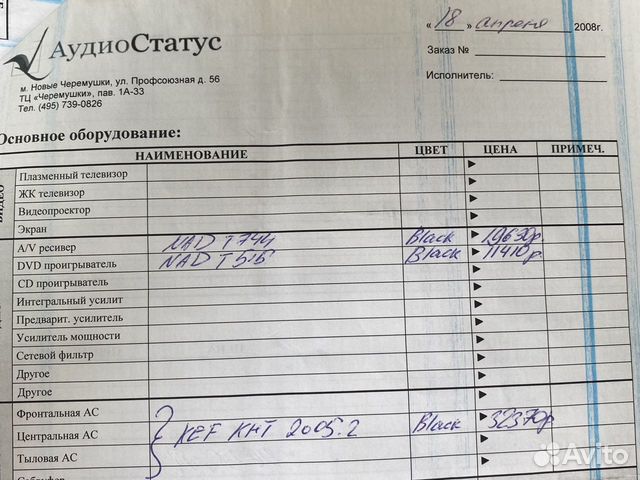 АудиоСтатус
м. Новые Черемушки, ул. Профсоюзная д. 56
ТЦ «Черемушки», пав. 1А-33
Тел. (495) 739-0826
« 18 » апреля 2008г.
Заказ №
Исполнитель:
Основное оборудование:
НАИМЕНОВАНИЕ ЦВЕТ ЦЕНА ПРИМЕЧ.
Плазменный телевизор
ЖК телевизор
Видеопроектор
Экран
A/V ресивер NAD T744 Black 19630р.
DVD проигрыватель NAD T515 Black 11410р.
CD проигрыватель
Интегральный усилит
Предварит. усилитель
Усилитель мощности
Сетевой фильтр
Другое
Другое
Фронтальная АС
Центральная АС KEF KHT 2005.2 Black 32370р.
Тыловая АС
Avito